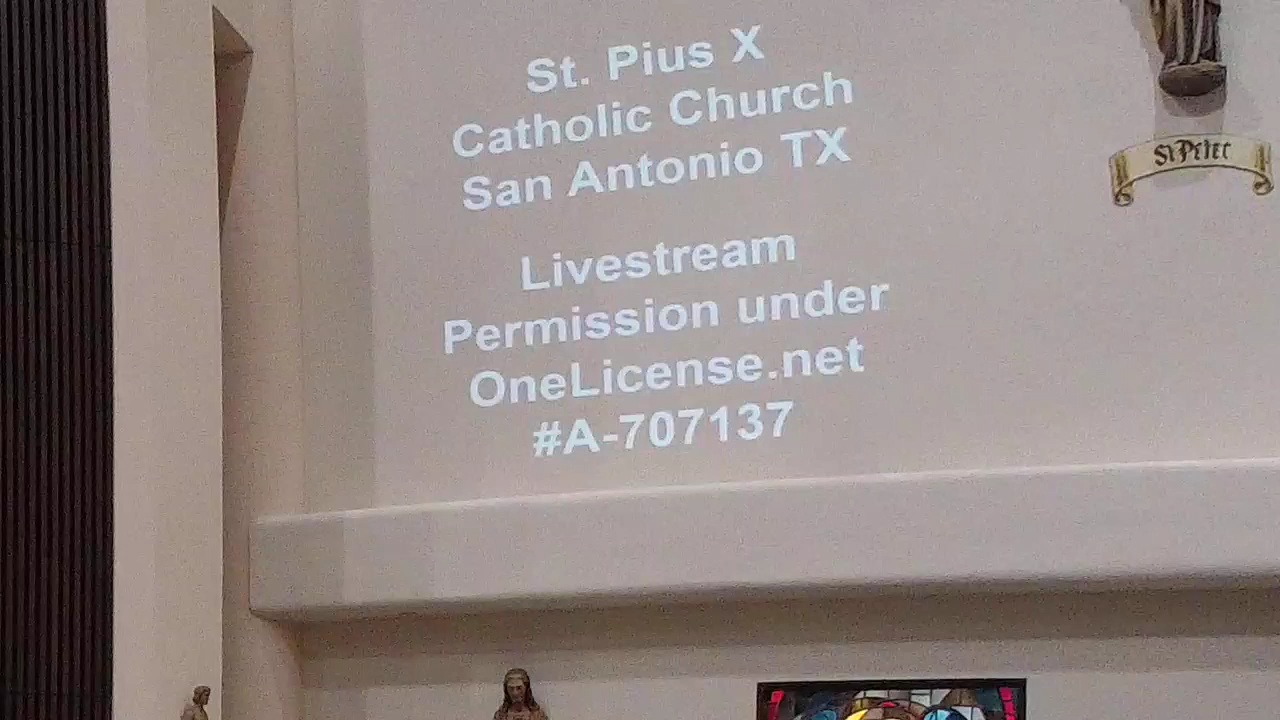 St. Pius X
Catholic Church
San Antonio TX
Livestream
Permission under
OneLicense.net
#A-707137
St Peter